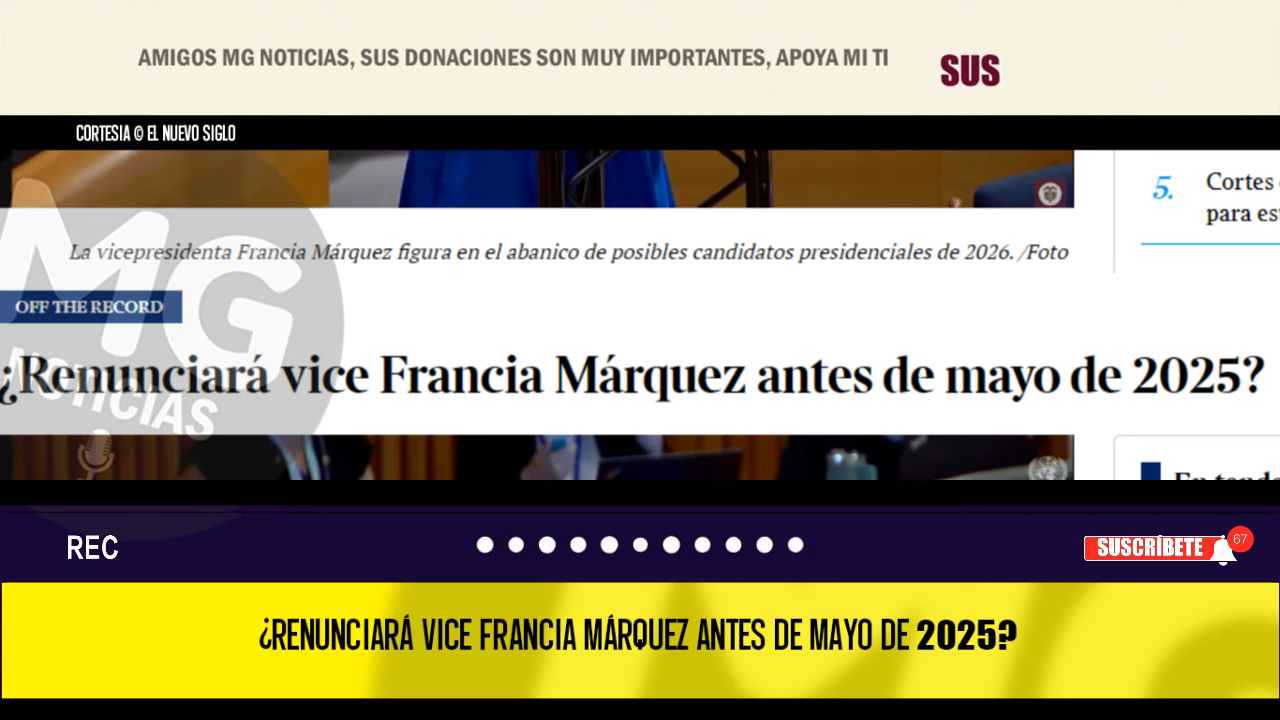 AMIGOS MG NOTICIAS, SUS DONACIONES SON MUY IMPORTANTES, APOYA MI TI
SUS
CORTESIA © EL NUEVO SIGLO
5. Cortes
para es
La vicepresidenta Francia Márquez figura en el abanico de posibles candidatos presidenciales de 2026. /Foto
OFF THE RECORD
¿Renunciará vice Francia Márquez antes de mayo de 2025?
MG
NOTICIAS
REC
SUSCRÍBETE 67
¿RENUNCIARÁ VICE FRANCIA MÁRQUEZ ANTES DE MAYO DE 2025?